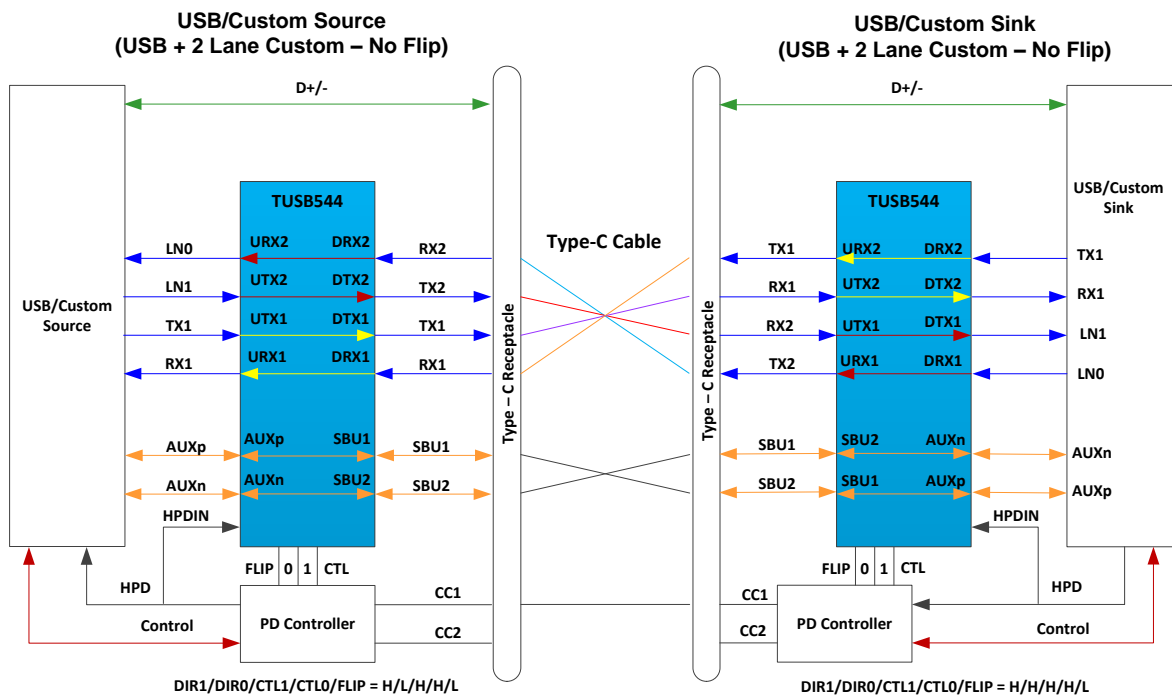 USB/Custom Source
(USB + 2 Lane Custom – No Flip)
USB/Custom Sink
(USB + 2 Lane Custom – No Flip)
D+/-
D+/-
USB/Custom
Source
TUSB544
Type-C Cable
TUSB544
USB/Custom
Sink
LN0
URX2
DRX2
RX2
TX1
URX2
DRX2
TX1
LN1
UTX2
DTX2
TX2
RX1
UTX2
DTX2
RX1
TX1
UTX1
DTX1
TX1
RX2
UTX1
DTX1
LN1
RX1
URX1
DRX1
RX1
TX2
URX1
DRX1
LN0
Type – C Receptacle
Type – C Receptacle
AUXp
AUXp
SBU1
SBU1
SBU1
SBU2
AUXn
AUXn
AUXn
AUXn
SBU2
SBU2
SBU2
SBU1
AUXp
AUXp
HPDIN
HPDIN
FLIP 0 1 CTL
FLIP 0 1 CTL
HPD
CC1
CC1
HPD
Control
PD Controller
CC2
CC2
PD Controller
Control
DIR1/DIR0/CTL1/CTL0/FLIP = H/L/H/H/L
DIR1/DIR0/CTL1/CTL0/FLIP = H/H/H/H/L